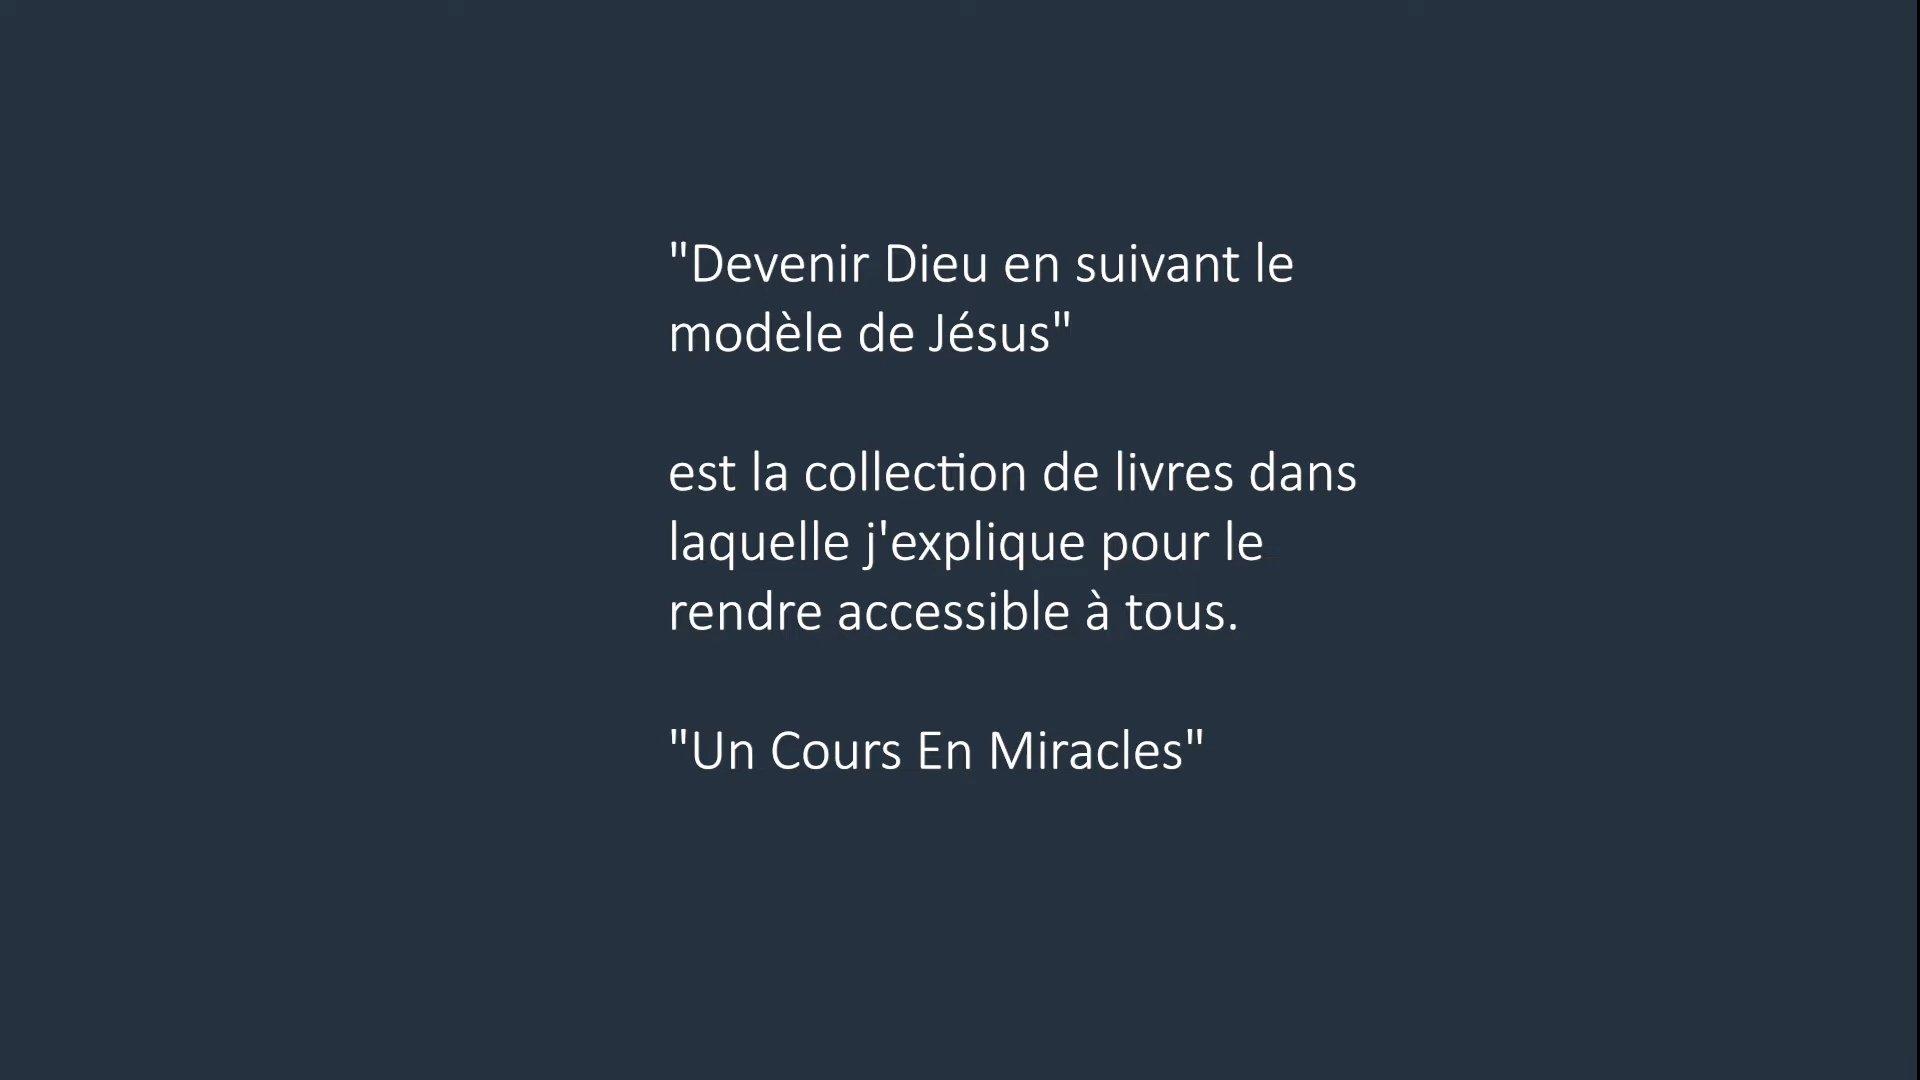 "Devenir Dieu en suivant le
modèle de Jésus"
est la collection de livres dans
laquelle j'explique pour le
rendre accessible à tous.
"Un Cours En Miracles"